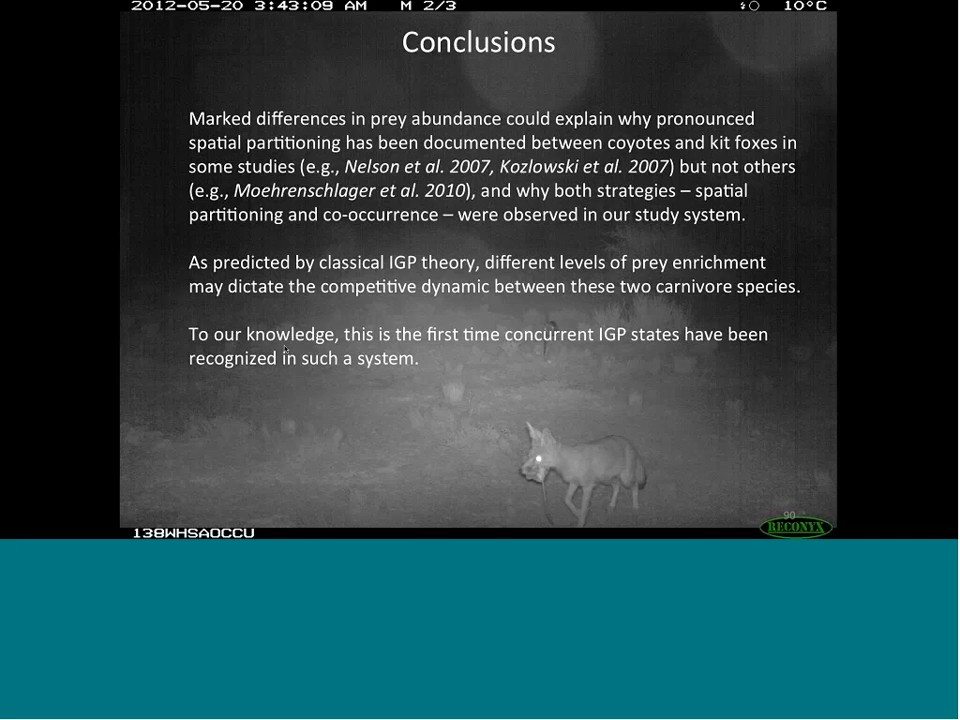 2012-05-20 3:43:09 AM M 2/3 10°C
Conclusions
Marked differences in prey abundance could explain why pronounced
spatial partitioning has been documented between coyotes and kit foxes in
some studies (e.g., Nelson et al. 2007, Kozlowski et al. 2007) but not others
(e.g., Moehrenschlager et al. 2010), and why both strategies – spatial
partitioning and co-occurrence – were observed in our study system.
As predicted by classical IGP theory, different levels of prey enrichment
may dictate the competitive dynamic between these two carnivore species.
To our knowledge, this is the first time concurrent IGP states have been
recognized in such a system.
90
138WHSAOCCU
RECONYX